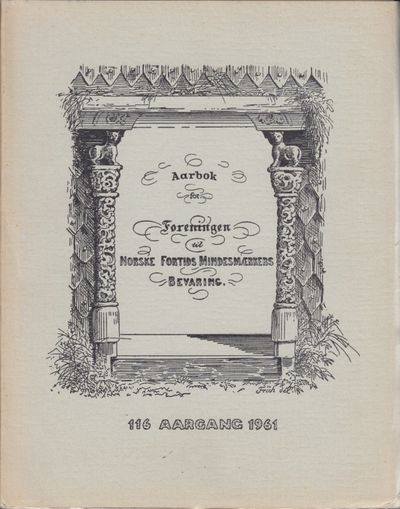 Aarbok
for
Foreningen
til
NORSKE FORTIDS MINDESMÆRKERS
BEVARING.
116 AARGANG 1961